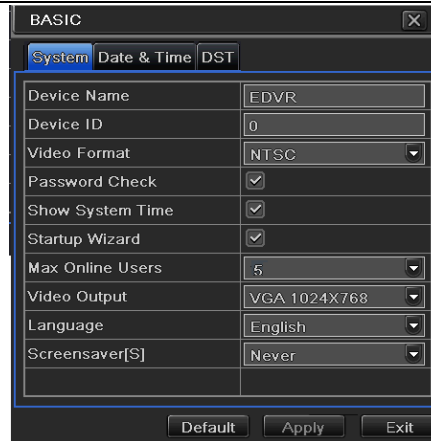 BASIC
System Date & Time DST
Device Name EDVR
Device ID 0
Video Format NTSC
Password Check
Show System Time
Startup Wizard
Max Online Users 5
Video Output VGA 1024X768
Language English
Screensaver[S] Never
Default Apply Exit